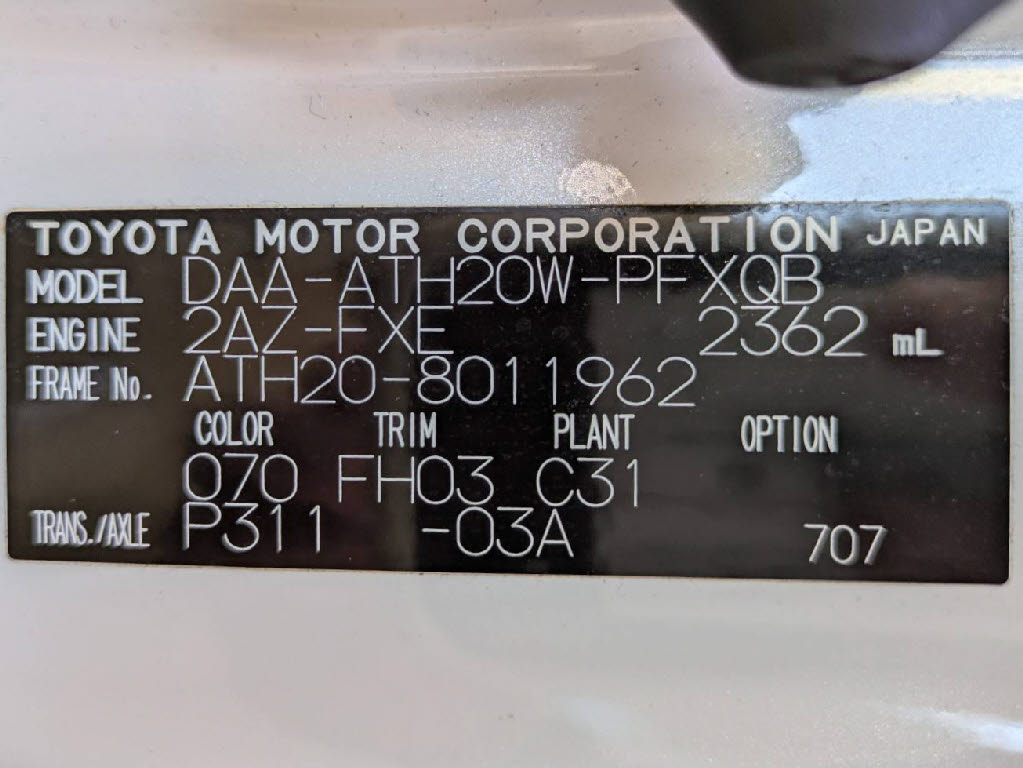 TOYOTA MOTOR CORPORATION JAPAN
MODEL DAA-ATH20W-PFXQB
ENGINE 2AZ-FXE 2362 mL
FRAME No. ATH20-8011962
COLOR TRIM PLANT OPTION
070 FH03 C31
TRANS./AXLE P311 -03A 707